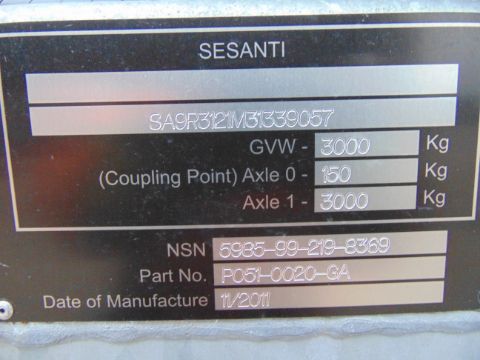 SESANTI
SA9R3121M31339057
GVW - 3000 Kg
(Coupling Point) Axle 0 - 150 Kg
Axle 1 - 3000 Kg
NSN 5985-99-219-8369
Part No. P051-0020-GA
Date of Manufacture 11/2011